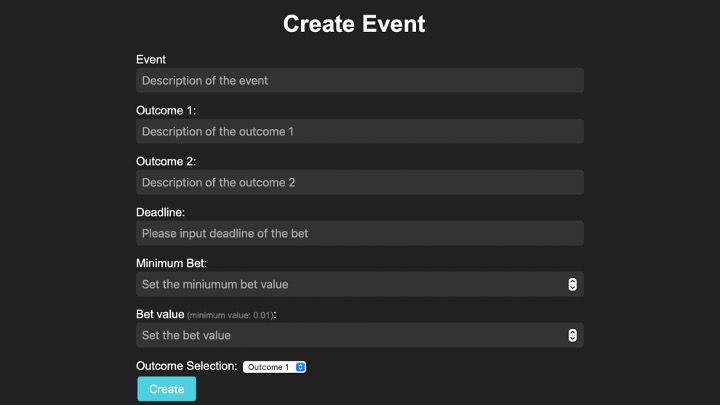 Create Event
Event
Description of the event
Outcome 1:
Description of the outcome 1
Outcome 2:
Description of the outcome 2
Deadline:
Please input deadline of the bet
Minimum Bet:
Set the miniumum bet value
Bet value (minimum value: 0.01):
Set the bet value
Outcome Selection: Outcome 1
Create